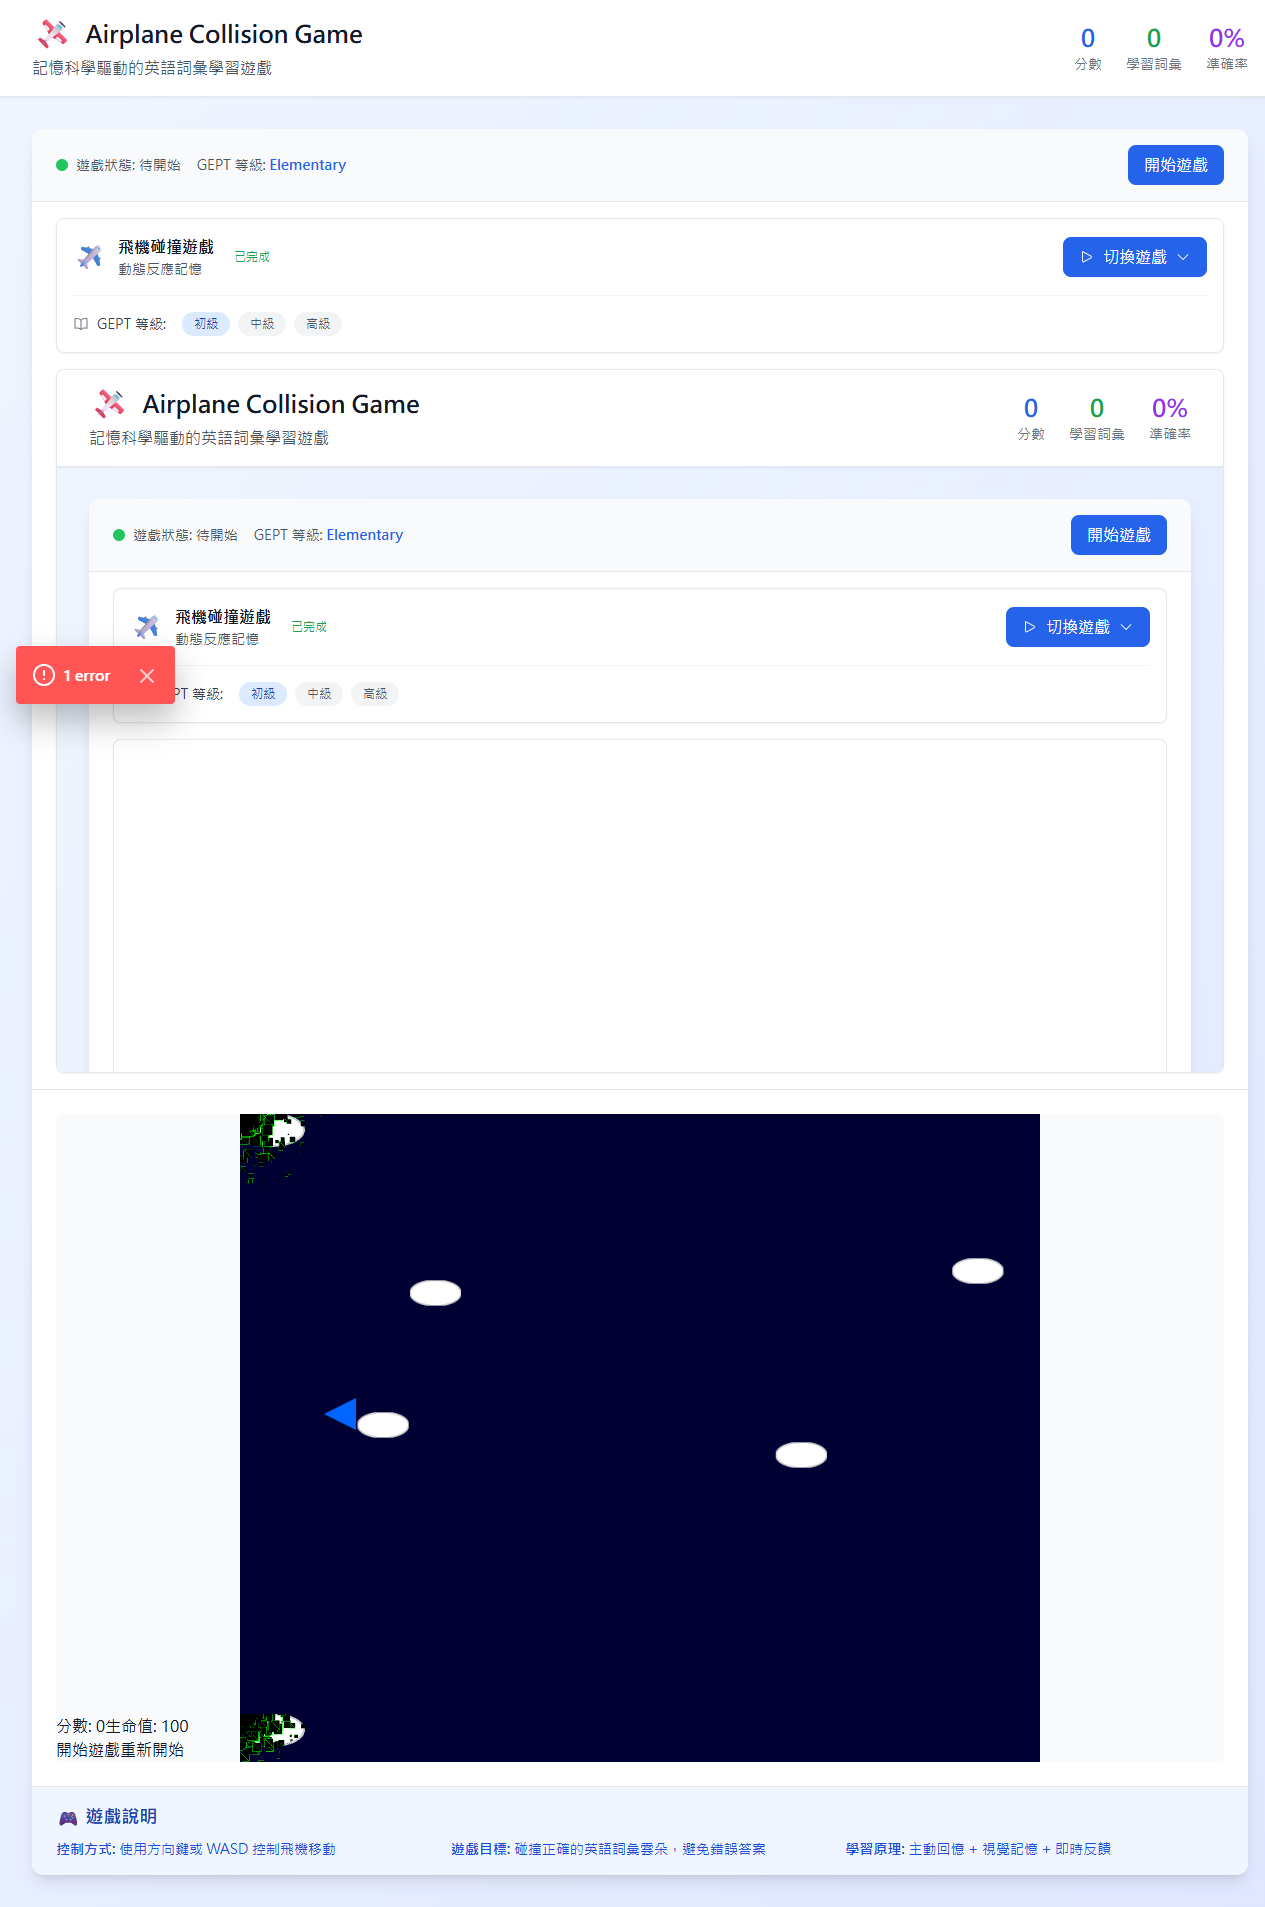 Airplane Collision Game
記憶科學驅動的英語詞彙學習遊戲
0 0 0%
分數 學習詞彙 準確率
遊戲狀態: 待開始 GEPT 等級: Elementary 開始遊戲
飛機碰撞遊戲 已完成
動態反應記憶
切換遊戲
GEPT 等級: 初級 中級 高級
Airplane Collision Game
記憶科學驅動的英語詞彙學習遊戲
0 0 0%
分數 學習詞彙 準確率
遊戲狀態: 待開始 GEPT 等級: Elementary 開始遊戲
飛機碰撞遊戲 已完成
動態反應記憶
切換遊戲
1 error
PT 等級: 初級 中級 高級
分數: 0生命值: 100
開始遊戲重新開始
遊戲說明
控制方式: 使用方向鍵或 WASD 控制飛機移動
遊戲目標: 碰撞正確的英語詞彙雲朵，避免錯誤答案
學習原理: 主動回憶 + 視覺記憶 + 即時反饋